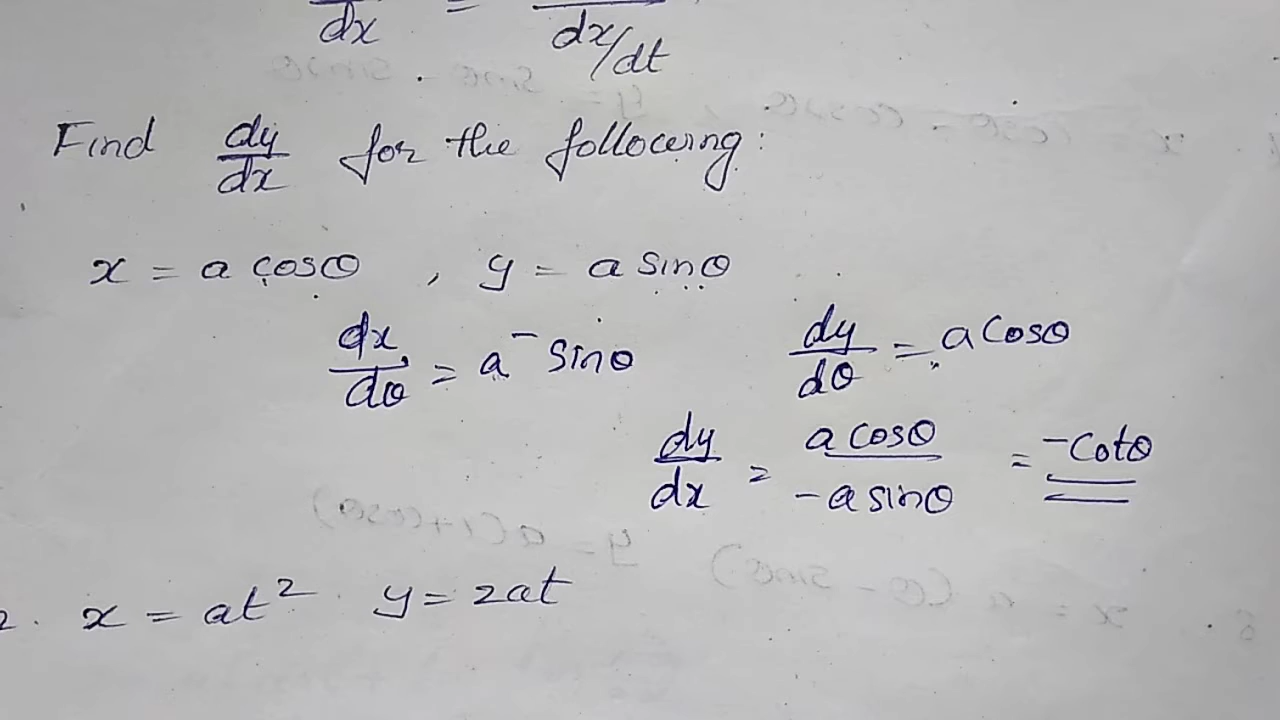 dx = dx/dt
Find dy/dx for the following:
x = a cosθ , y = a sinθ
dx/dθ = a - sinθ dy/dθ = a cosθ
dy/dx = a cosθ / -a sinθ = -cotθ
2. x = at² y = 2at